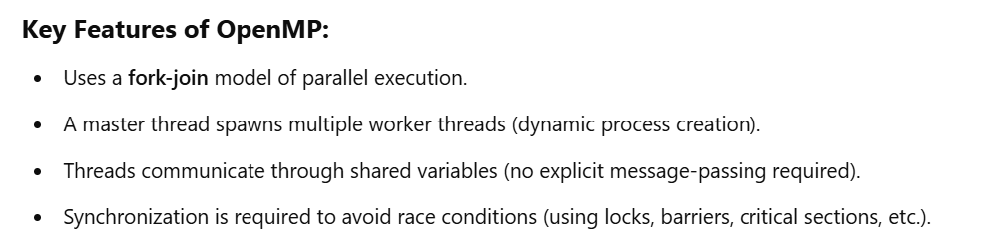 Key Features of OpenMP:
• Uses a fork-join model of parallel execution.
• A master thread spawns multiple worker threads (dynamic process creation).
• Threads communicate through shared variables (no explicit message-passing required).
• Synchronization is required to avoid race conditions (using locks, barriers, critical sections, etc.).